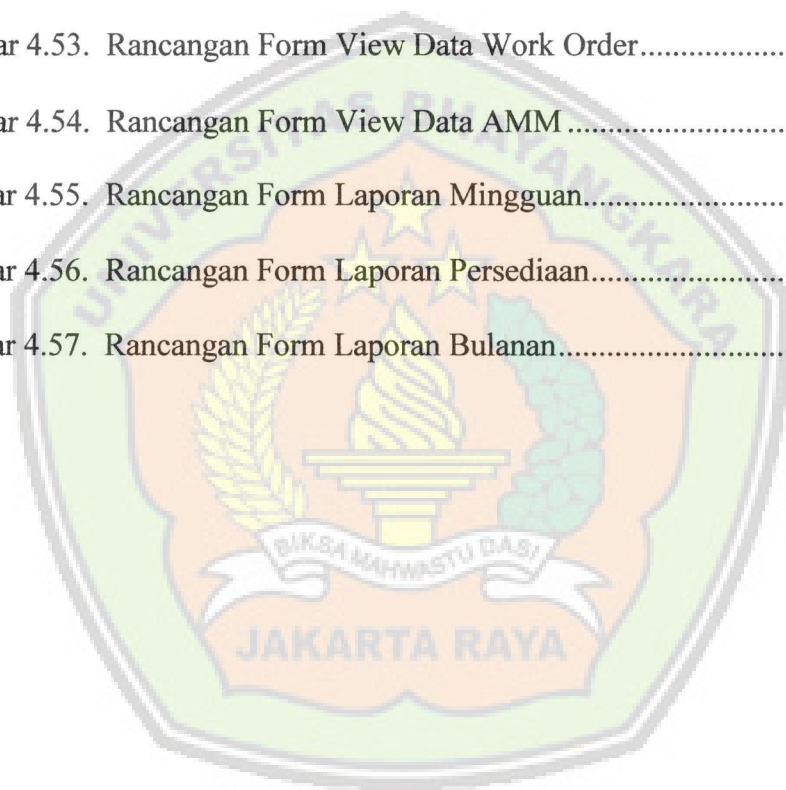 ar 4.53. Rancangan Form View Data Work Order...................
ar 4.54. Rancangan Form View Data AMM............................
ar 4.55. Rancangan Form Laporan Mingguan.........................
ar 4.56. Rancangan Form Laporan Persediaan........................
ar 4.57. Rancangan Form Laporan Bulanan............................
UNIVERSITAS BHAYANGKARA
BIKSA MAHWASTU DASI
JAKARTA RAYA